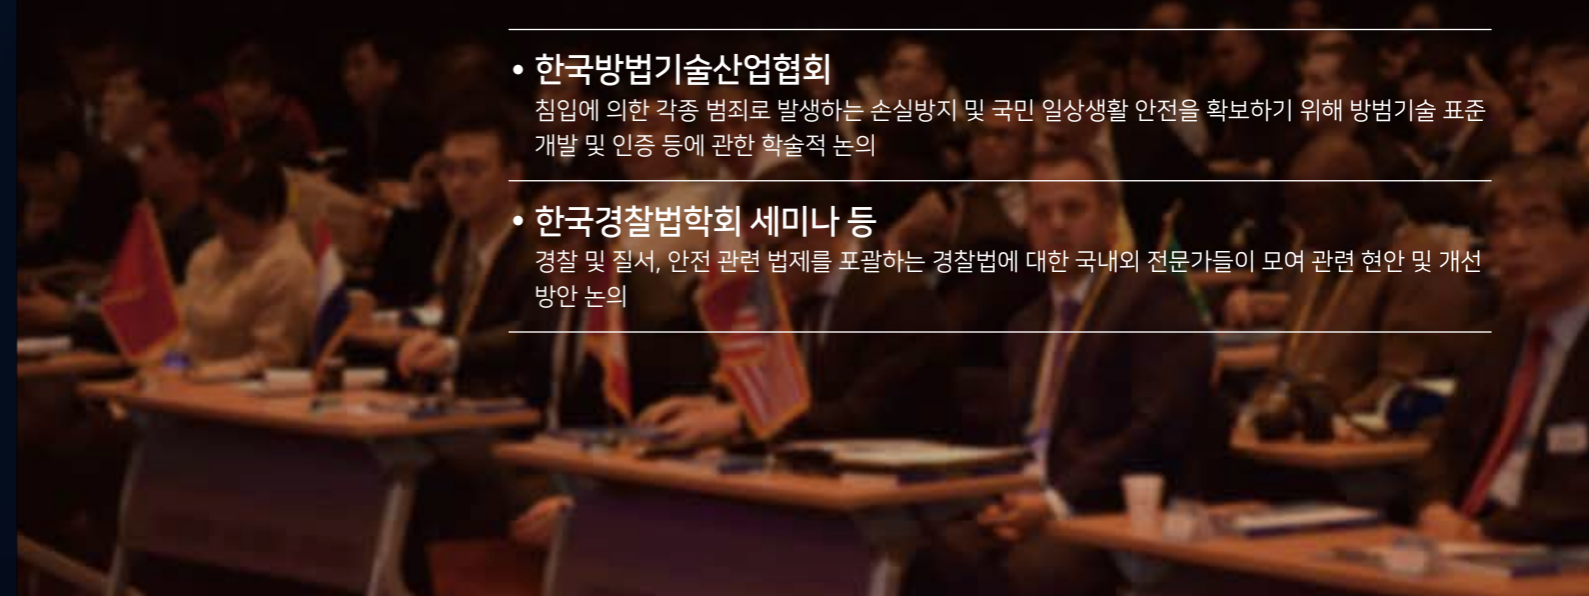 • 한국방법기술산업협회
침입에 의한 각종 범죄로 발생하는 손실방지 및 국민 일상생활 안전을 확보하기 위해 방범기술 표준
개발 및 인증 등에 관한 학술적 논의
• 한국경찰법학회 세미나 등
경찰 및 질서, 안전 관련 법제를 포괄하는 경찰법에 대한 국내외 전문가들이 모여 관련 현안 및 개선
방안 논의